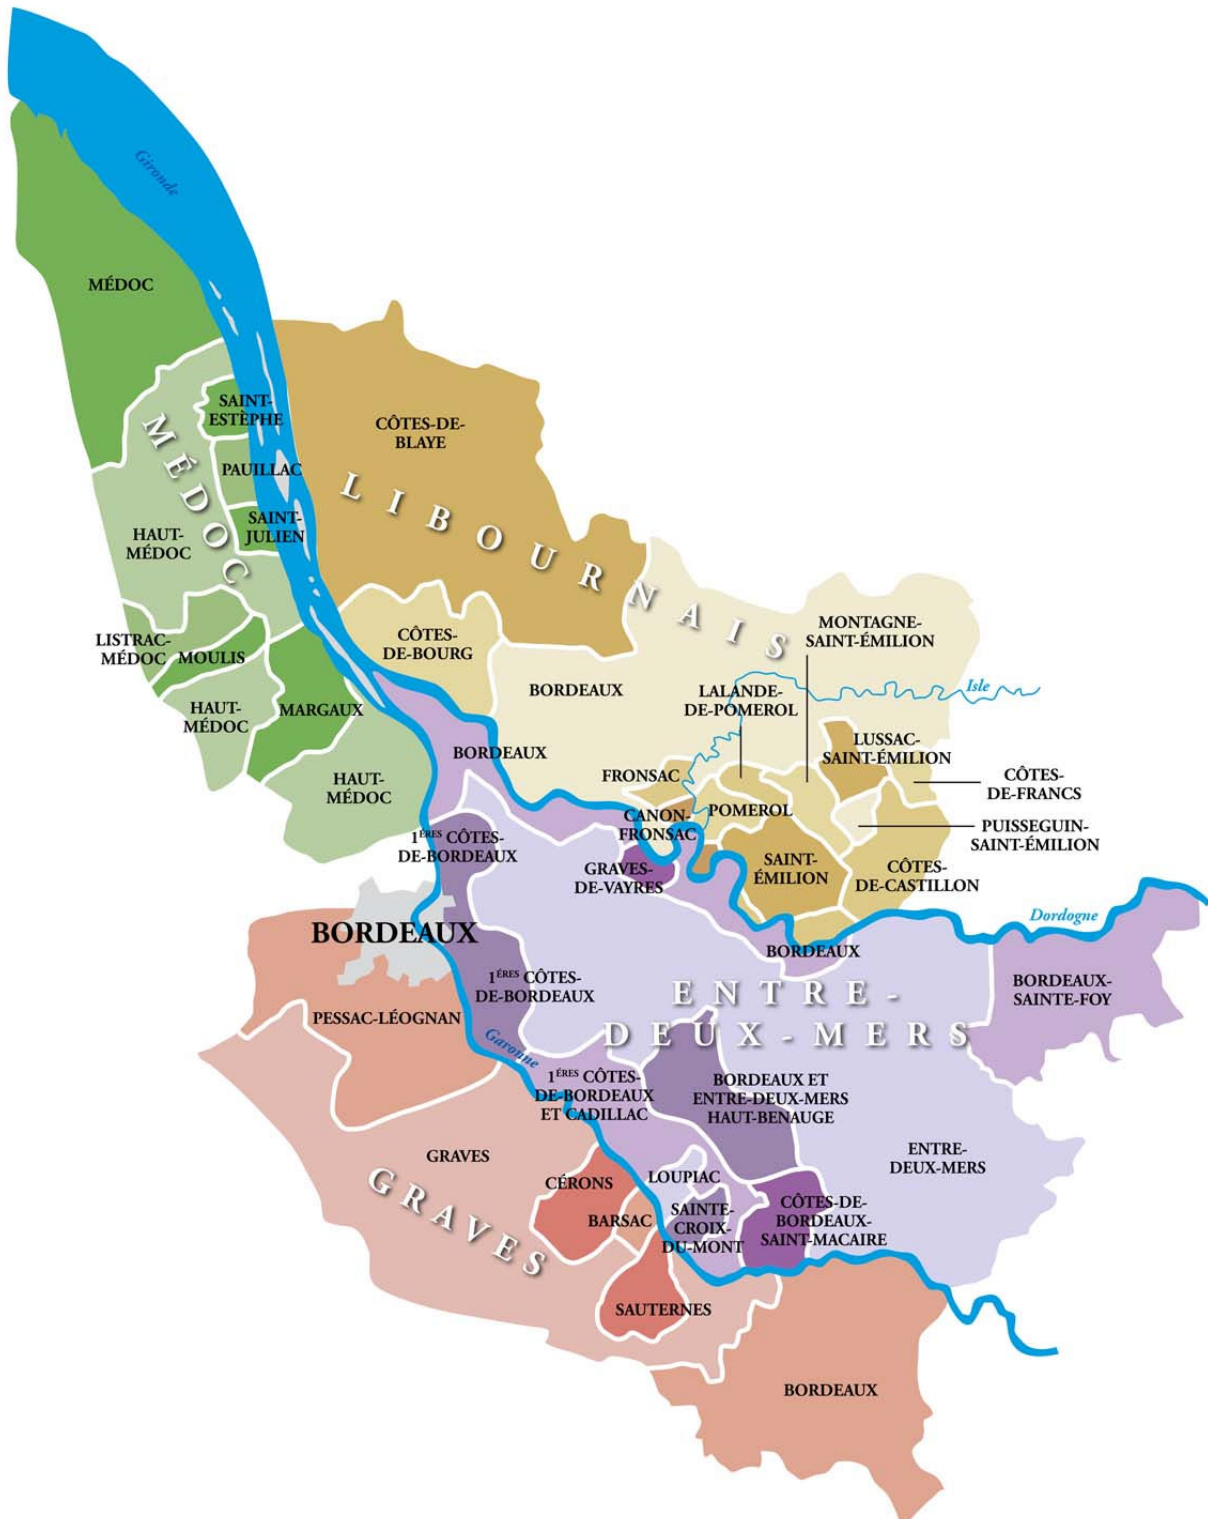 Gironde
MÉDOC
SAINT-
ESTÈPHE
CÔTES-DE-
BLAYE
MÉDOC
PAUILLAC
LIBOURNAIS
SAINT-
JULIEN
HAUT-
MÉDOC
LISTRAC-
MÉDOC
MOULIS
CÔTES-
DE-BOURG
MONTAGNE-
SAINT-ÉMILION
BORDEAUX
LALANDE-
DE-POMEROL
Isle
HAUT-
MÉDOC
MARGAUX
BORDEAUX
LUSSAC-
SAINT-ÉMILION
FRONSAC
CÔTES-
DE-FRANCS
HAUT-
MÉDOC
POMEROL
CANON-
FRONSAC
PUISSEGUIN-
SAINT-ÉMILION
1ÉRES CÔTES-
DE-BORDEAUX
GRAVES-
DE-VAYRES
SAINT-
ÉMILION
CÔTES-
DE-CASTILLON
Dordogne
BORDEAUX
BORDEAUX
1ÉRES CÔTES-
DE-BORDEAUX
BORDEAUX-
SAINTE-FOY
ENTRE-
DEUX-MERS
PESSAC-LÉOGNAN
Garonne
1ÉRES CÔTES-
DE-BORDEAUX
ET CADILLAC
BORDEAUX ET
ENTRE-DEUX-MERS
HAUT-BENAUGE
GRAVES
ENTRE-
DEUX-MERS
GRAVES
CÉRONS
LOUPIAC
BARSAC
SAINTE-
CROIX-
DU-MONT
CÔTES-DE-
BORDEAUX-
SAINT-MACAIRE
SAUTERNES
BORDEAUX